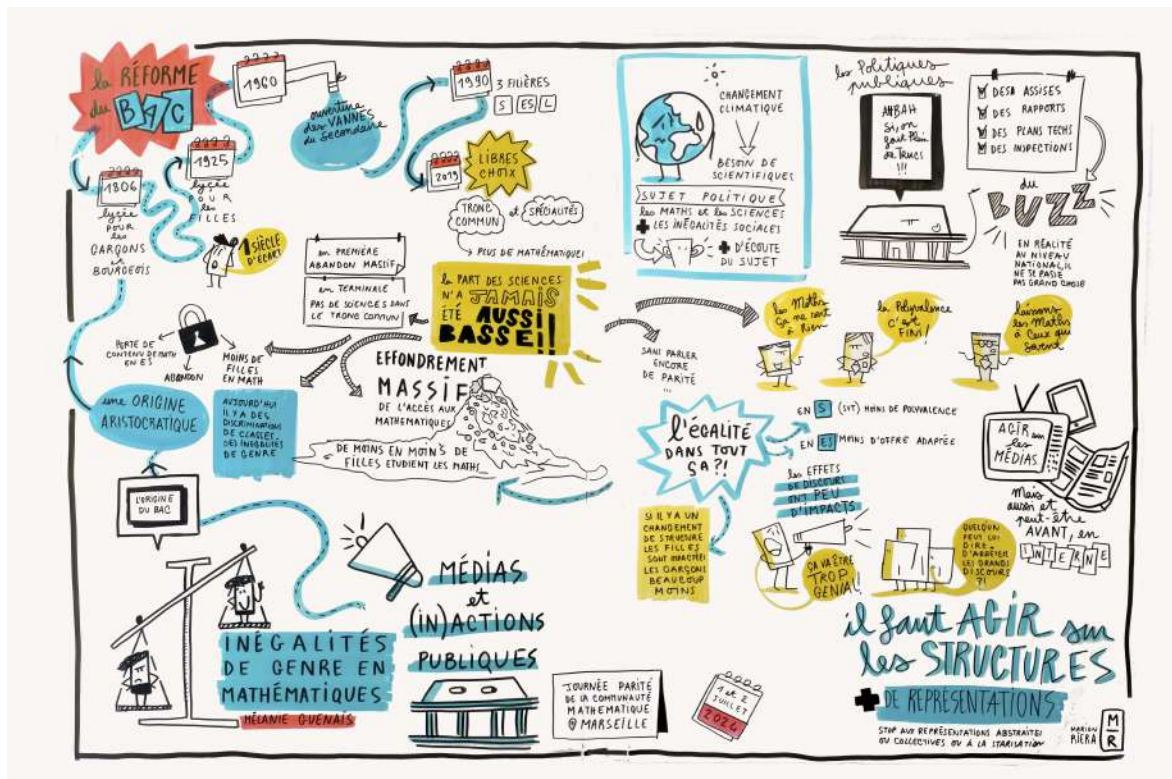 la RÉFORME
du BAC
1960
ouverture
des VANNES
du Secondaire
1990
3 FILIÈRES
S ES L
1806
lycée
POUR
les
GARÇONS
et
BOURGEOIS
1925
lycée
POUR
les
FILLES
1 SIÈCLE
D'ÉCART
2019
LIBRES
CHOIX
TRONC
COMMUN
et
SPÉCIALITÉS
PLUS DE MATHÉMATIQUE!
en PREMIÈRE
ABANDON MASSIF
en TERMINALE
PAS DE SCIENCES DANS
LE TRONC COMMUN
la PART DES SCIENCES
N'A JAMAIS
ÉTÉ AUSSI
BASSE!!
CHANGEMENT
CLIMATIQUE
BESOIN DE
SCIENTIFIQUES
SUJET POLITIQUE
les MATHS et les SCIENCES
+ LES INÉGALITÉS SOCIALES
+ D'ÉCOUTE
DU SUJET
les Politiques
publiques
AHBAH
Si, on
fait Plein
de Trucs
!!!
DES ASSISES
DES RAPPORTS
DES PLANS TECHS
DES INSPECTIONS
du
BUZZ
EN RÉALITÉ
AU NIVEAU
NATIONAL, IL
NE SE PASSE
PAS GRAND CHOSE
PERTE DE
CONTENU DE MATH
EN ES
ABANDON
MOINS DE
FILLES
EN MATH
une ORIGINE
ARISTOCRATIQUE
AUJOURD'HUI
IL Y A DES
DISCRIMINATIONS
DE CLASSES,
DES INÉGALITÉS
DE GENRE
EFFONDREMENT
MASSIF
DE L'ACCÈS AUX
MATHÉMATIQUES
DE MOINS EN MOINS DE
FILLES ETUDIENT LES MATHS
SANS PARLER
ENCORE
DE PARITÉ
...
les Maths
Ça ne sert
à Rien
la Polyvalence
c'est
FINI!
laissons
les Maths
à Ceux qui
Savent
l'égalité
DANS TOUT
ÇA?!
EN S (SVT) MOINS DE POLYVALENCE
EN ES MOINS D'OFFRE ADAPTÉE
les EFFETS
DE DISCOURS
ONT PEU
D'IMPACTS
AGIR sur
les
MÉDIAS
Mais
aussi et
peut-être
AVANT, en
INTERNE
L'ORIGINE
DU BAC
SI IL Y A UN
CHANGEMENT
DE STRUCTURE
LES FILLES
SONT IMPACTÉES
LES GARÇONS
BEAUCOUP
MOINS
ÇA VA ÊTRE
TROP
GENIAL!
QUELQU'UN
PEUT LUI
DIRE
D'ARRÊTER
LES GRANDS
DISCOURS
?!
MÉDIAS
et
(IN)ACTIONS
PUBLIQUES
INÉGALITÉS
DE GENRE EN
MATHÉMATIQUES
MÉLANIE GUENAIS
JOURNÉE PARITÉ
DE LA COMMUNAUTÉ
MATHEMATIQUE
@ MARSEILLE
1 et 2
JUILLET
2024
il faut AGIR sur
les STRUCTURES
+ DE REPRÉSENTATIONS
STOP AUX REPRÉSENTATIONS ABSTRAITES
OU COLLECTIVES OU À LA STARISATION
MARION
RIERA
M
R